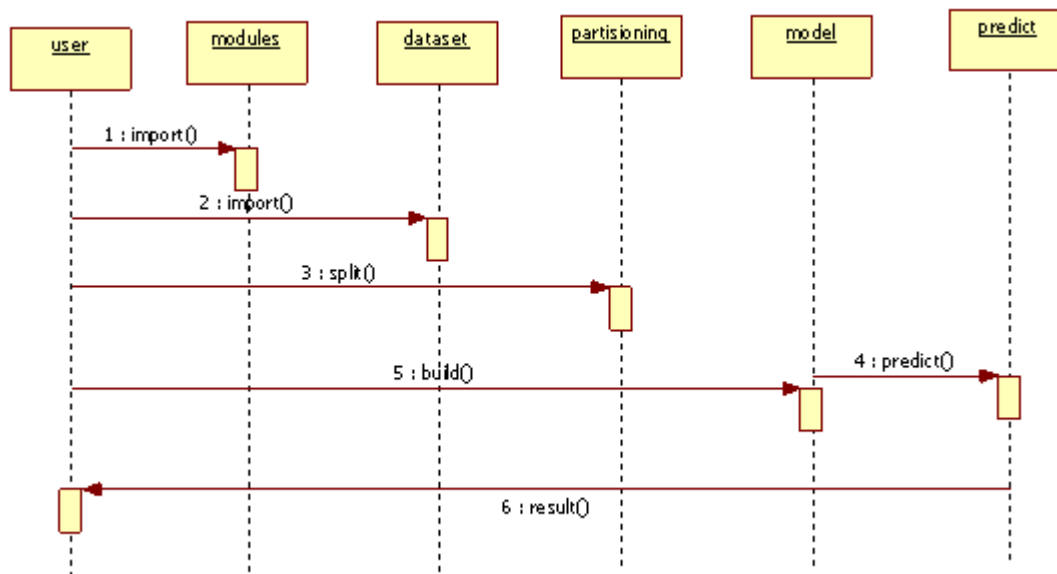 user
modules
dataset
partisioning
model
predict
1 : import()
2 : import()
3 : split()
4 : predict()
5 : build()
6 : result()